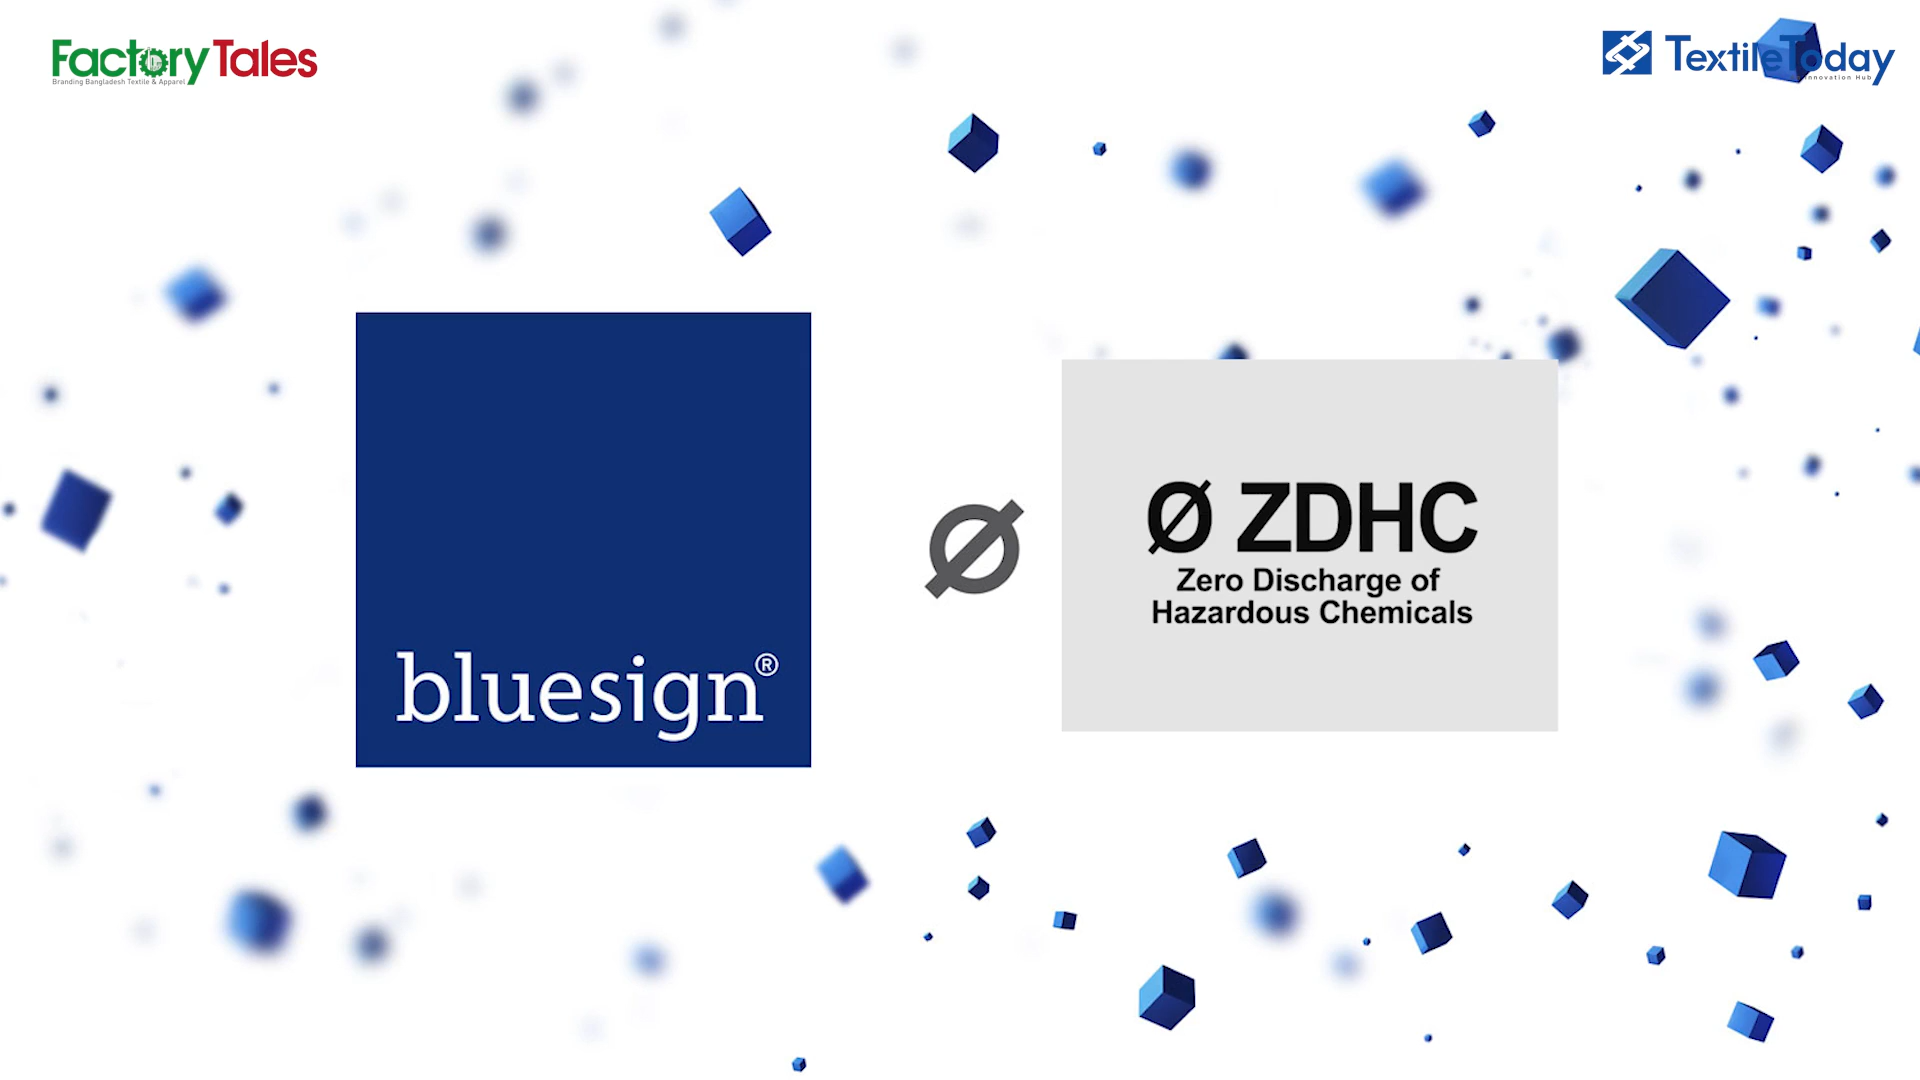 FactoryTales
Branding Bangladesh Textile & Apparel
TextileToday
Innovation Hub
bluesign®
Ø
Ø ZDHC
Zero Discharge of
Hazardous Chemicals